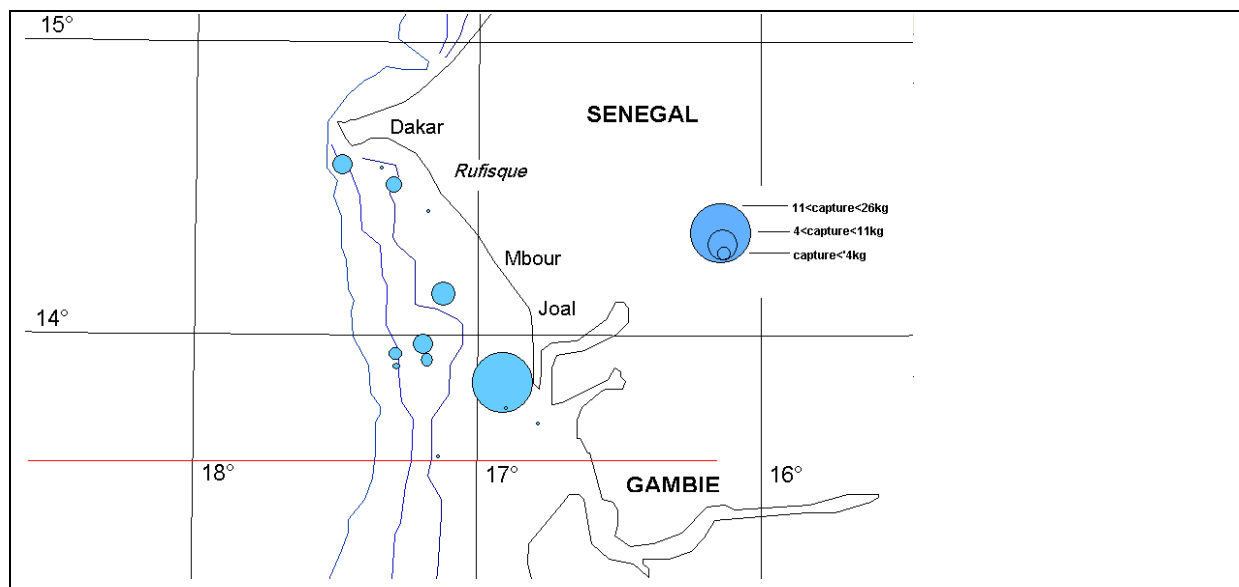 15°
Dakar
SENEGAL
Rufisque
11<capture<26kg
4<capture<11kg
capture<'4kg
Mbour
Joal
14°
18°
17°
16°
GAMBIE